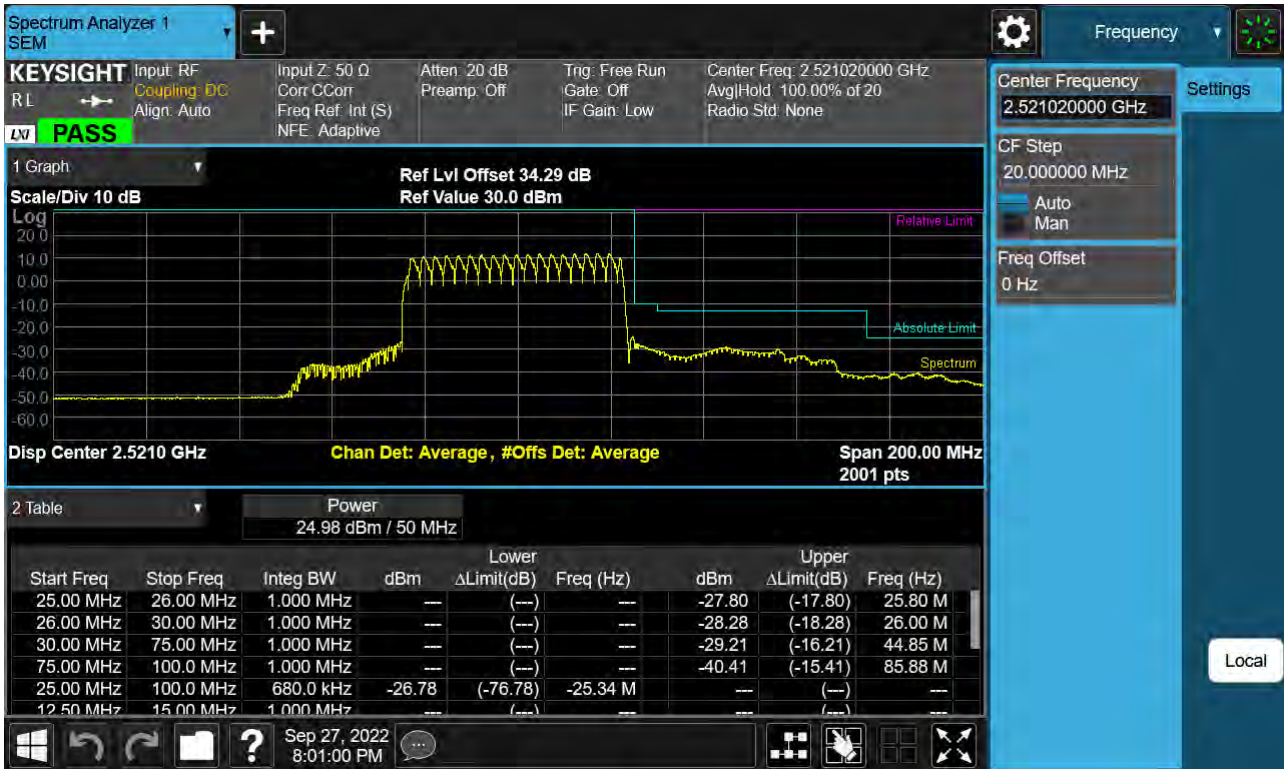 Spectrum Analyzer 1
SEM
+
Frequency
KEYSIGHT
R L
LXI
PASS
Input: RF
Coupling: DC
Align: Auto
Input Z: 50 Ω
Corr CCorr
Freq Ref: Int (S)
NFE: Adaptive
Atten: 20 dB
Preamp: Off
Trig: Free Run
Gate: Off
IF Gain: Low
Center Freq: 2.521020000 GHz
Avg|Hold: 100.00% of 20
Radio Std: None
Center Frequency
2.521020000 GHz
Settings
CF Step
20.000000 MHz
Auto
Man
Freq Offset
0 Hz
1 Graph
Scale/Div 10 dB
Ref Lvl Offset 34.29 dB
Ref Value 30.0 dBm
Log
20.0
10.0
0.00
-10.0
-20.0
-30.0
-40.0
-50.0
-60.0
Relative Limit
Absolute Limit
Spectrum
Disp Center 2.5210 GHz
Chan Det: Average, #Offs Det: Average
Span 200.00 MHz
2001 pts
2 Table
Power
24.98 dBm / 50 MHz
Lower Upper
Start Freq Stop Freq Integ BW dBm ΔLimit(dB) Freq (Hz) dBm ΔLimit(dB) Freq (Hz)
25.00 MHz 26.00 MHz 1.000 MHz --- (---) --- -27.80 (-17.80) 25.80 M
26.00 MHz 30.00 MHz 1.000 MHz --- (---) --- -28.28 (-18.28) 26.00 M
30.00 MHz 75.00 MHz 1.000 MHz --- (---) --- -29.21 (-16.21) 44.85 M
75.00 MHz 100.0 MHz 1.000 MHz --- (---) --- -40.41 (-15.41) 85.88 M
25.00 MHz 100.0 MHz 680.0 kHz -26.78 (-76.78) -25.34 M --- (---) ---
12.50 MHz 15.00 MHz 1.000 MHz --- (---) --- --- (---) ---
Local
?
Sep 27, 2022
8:01:00 PM